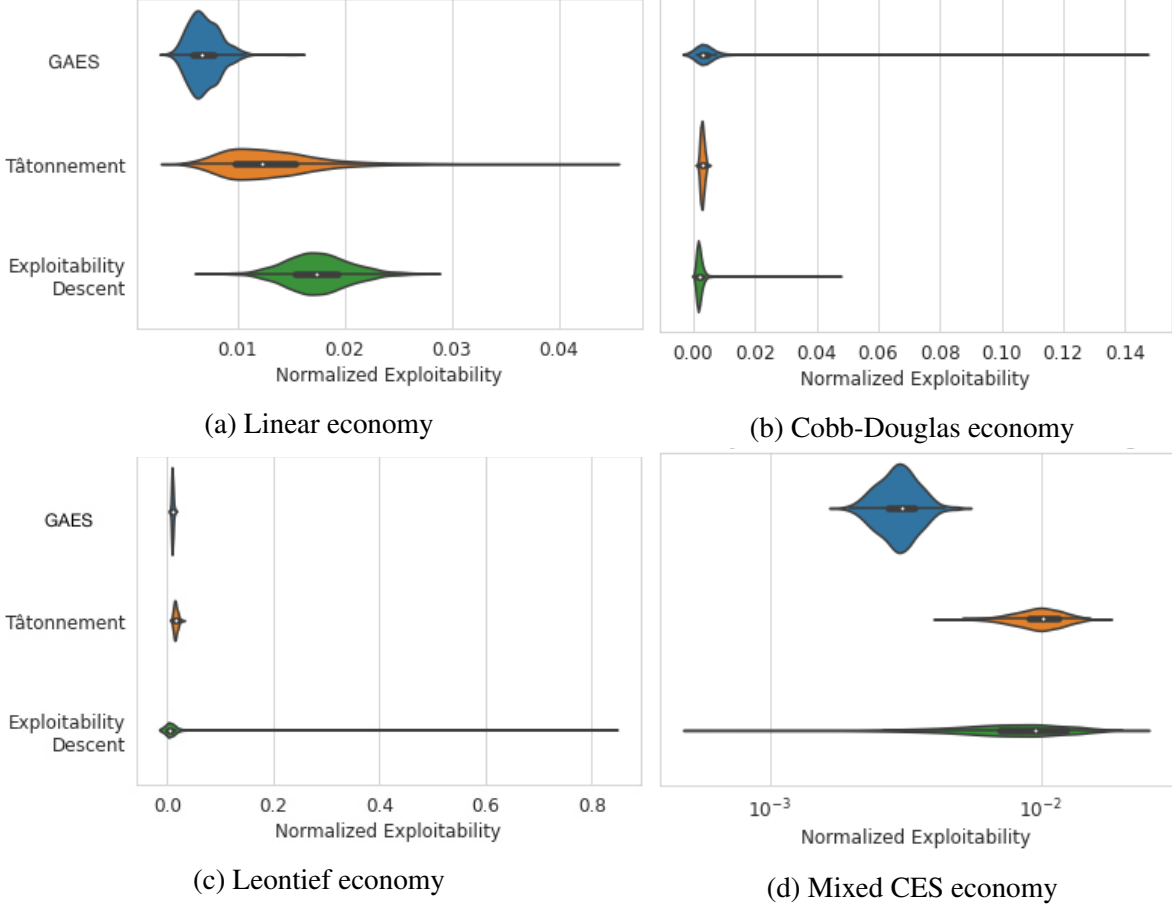 GAES
Tâtonnement
Exploitability
Descent
0.01 0.02 0.03 0.04
Normalized Exploitability
(a) Linear economy
0.00 0.02 0.04 0.06 0.08 0.10 0.12 0.14
Normalized Exploitability
(b) Cobb-Douglas economy
GAES
Tâtonnement
Exploitability
Descent
0.0 0.2 0.4 0.6 0.8
Normalized Exploitability
(c) Leontief economy
10⁻³ 10⁻²
Normalized Exploitability
(d) Mixed CES economy